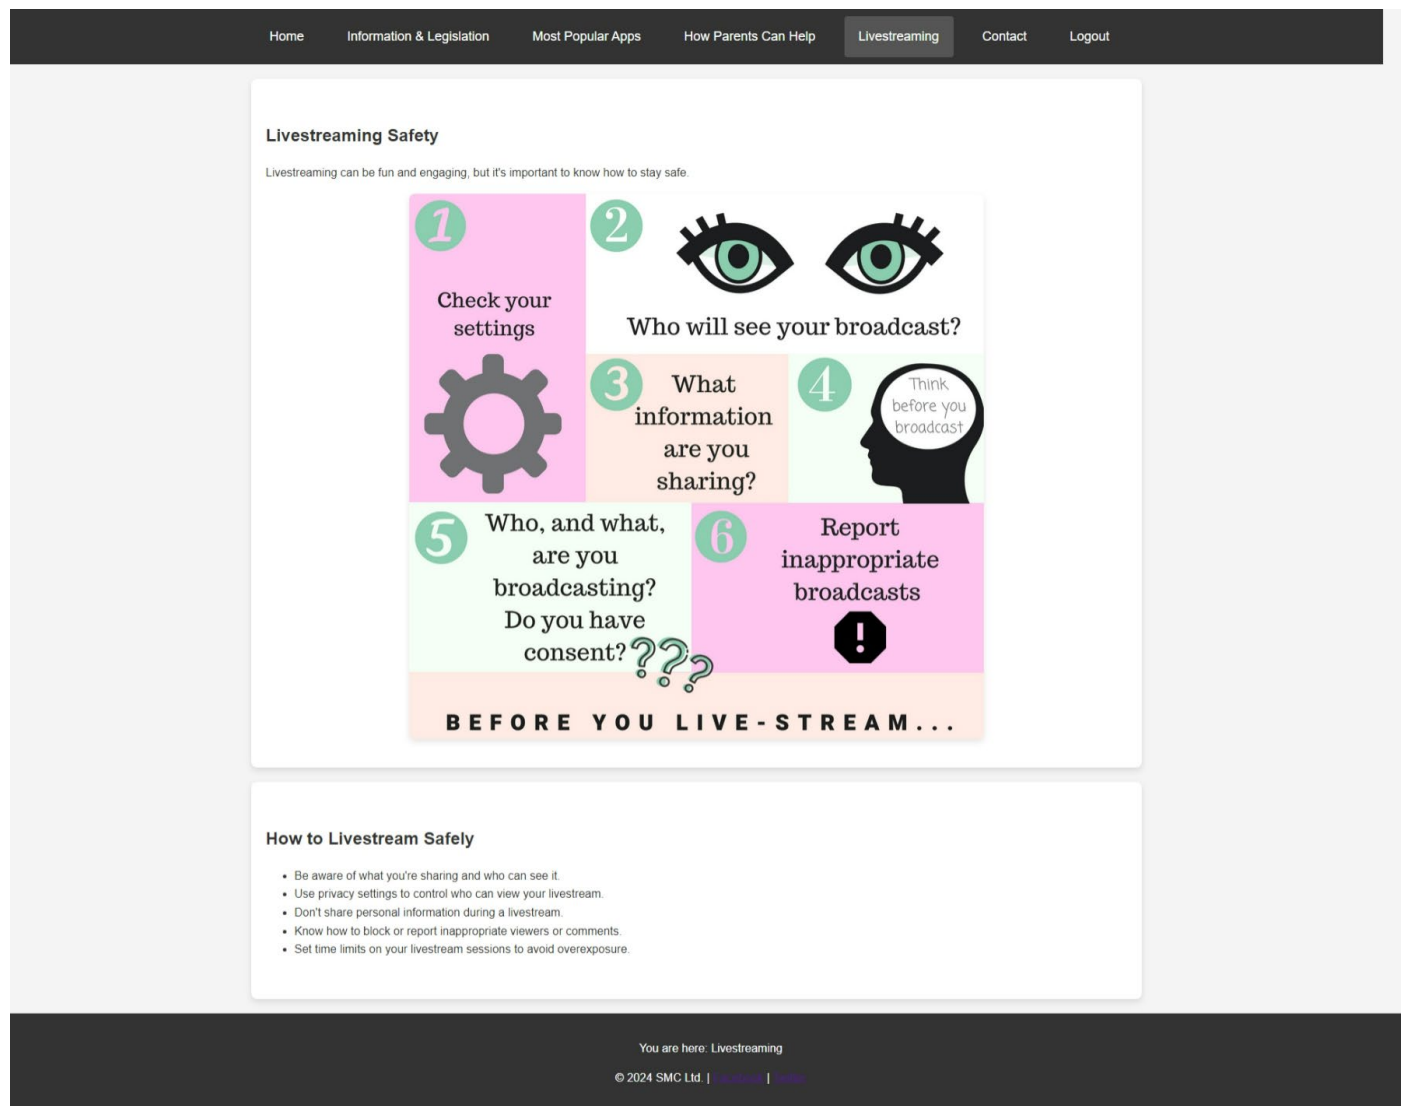 Home Information & Legislation Most Popular Apps How Parents Can Help Livestreaming Contact Logout
Livestreaming Safety
Livestreaming can be fun and engaging, but it's important to know how to stay safe.
1
Check your
settings
2
Who will see your broadcast?
3
What
information
are you
sharing?
4
Think
before you
broadcast
5
Who, and what,
are you
broadcasting?
Do you have
consent?
???
6
Report
inappropriate
broadcasts
!
BEFORE YOU LIVE-STREAM...
How to Livestream Safely
• Be aware of what you're sharing and who can see it.
• Use privacy settings to control who can view your livestream.
• Don't share personal information during a livestream.
• Know how to block or report inappropriate viewers or comments.
• Set time limits on your livestream sessions to avoid overexposure.
You are here: Livestreaming
© 2024 SMC Ltd. | |